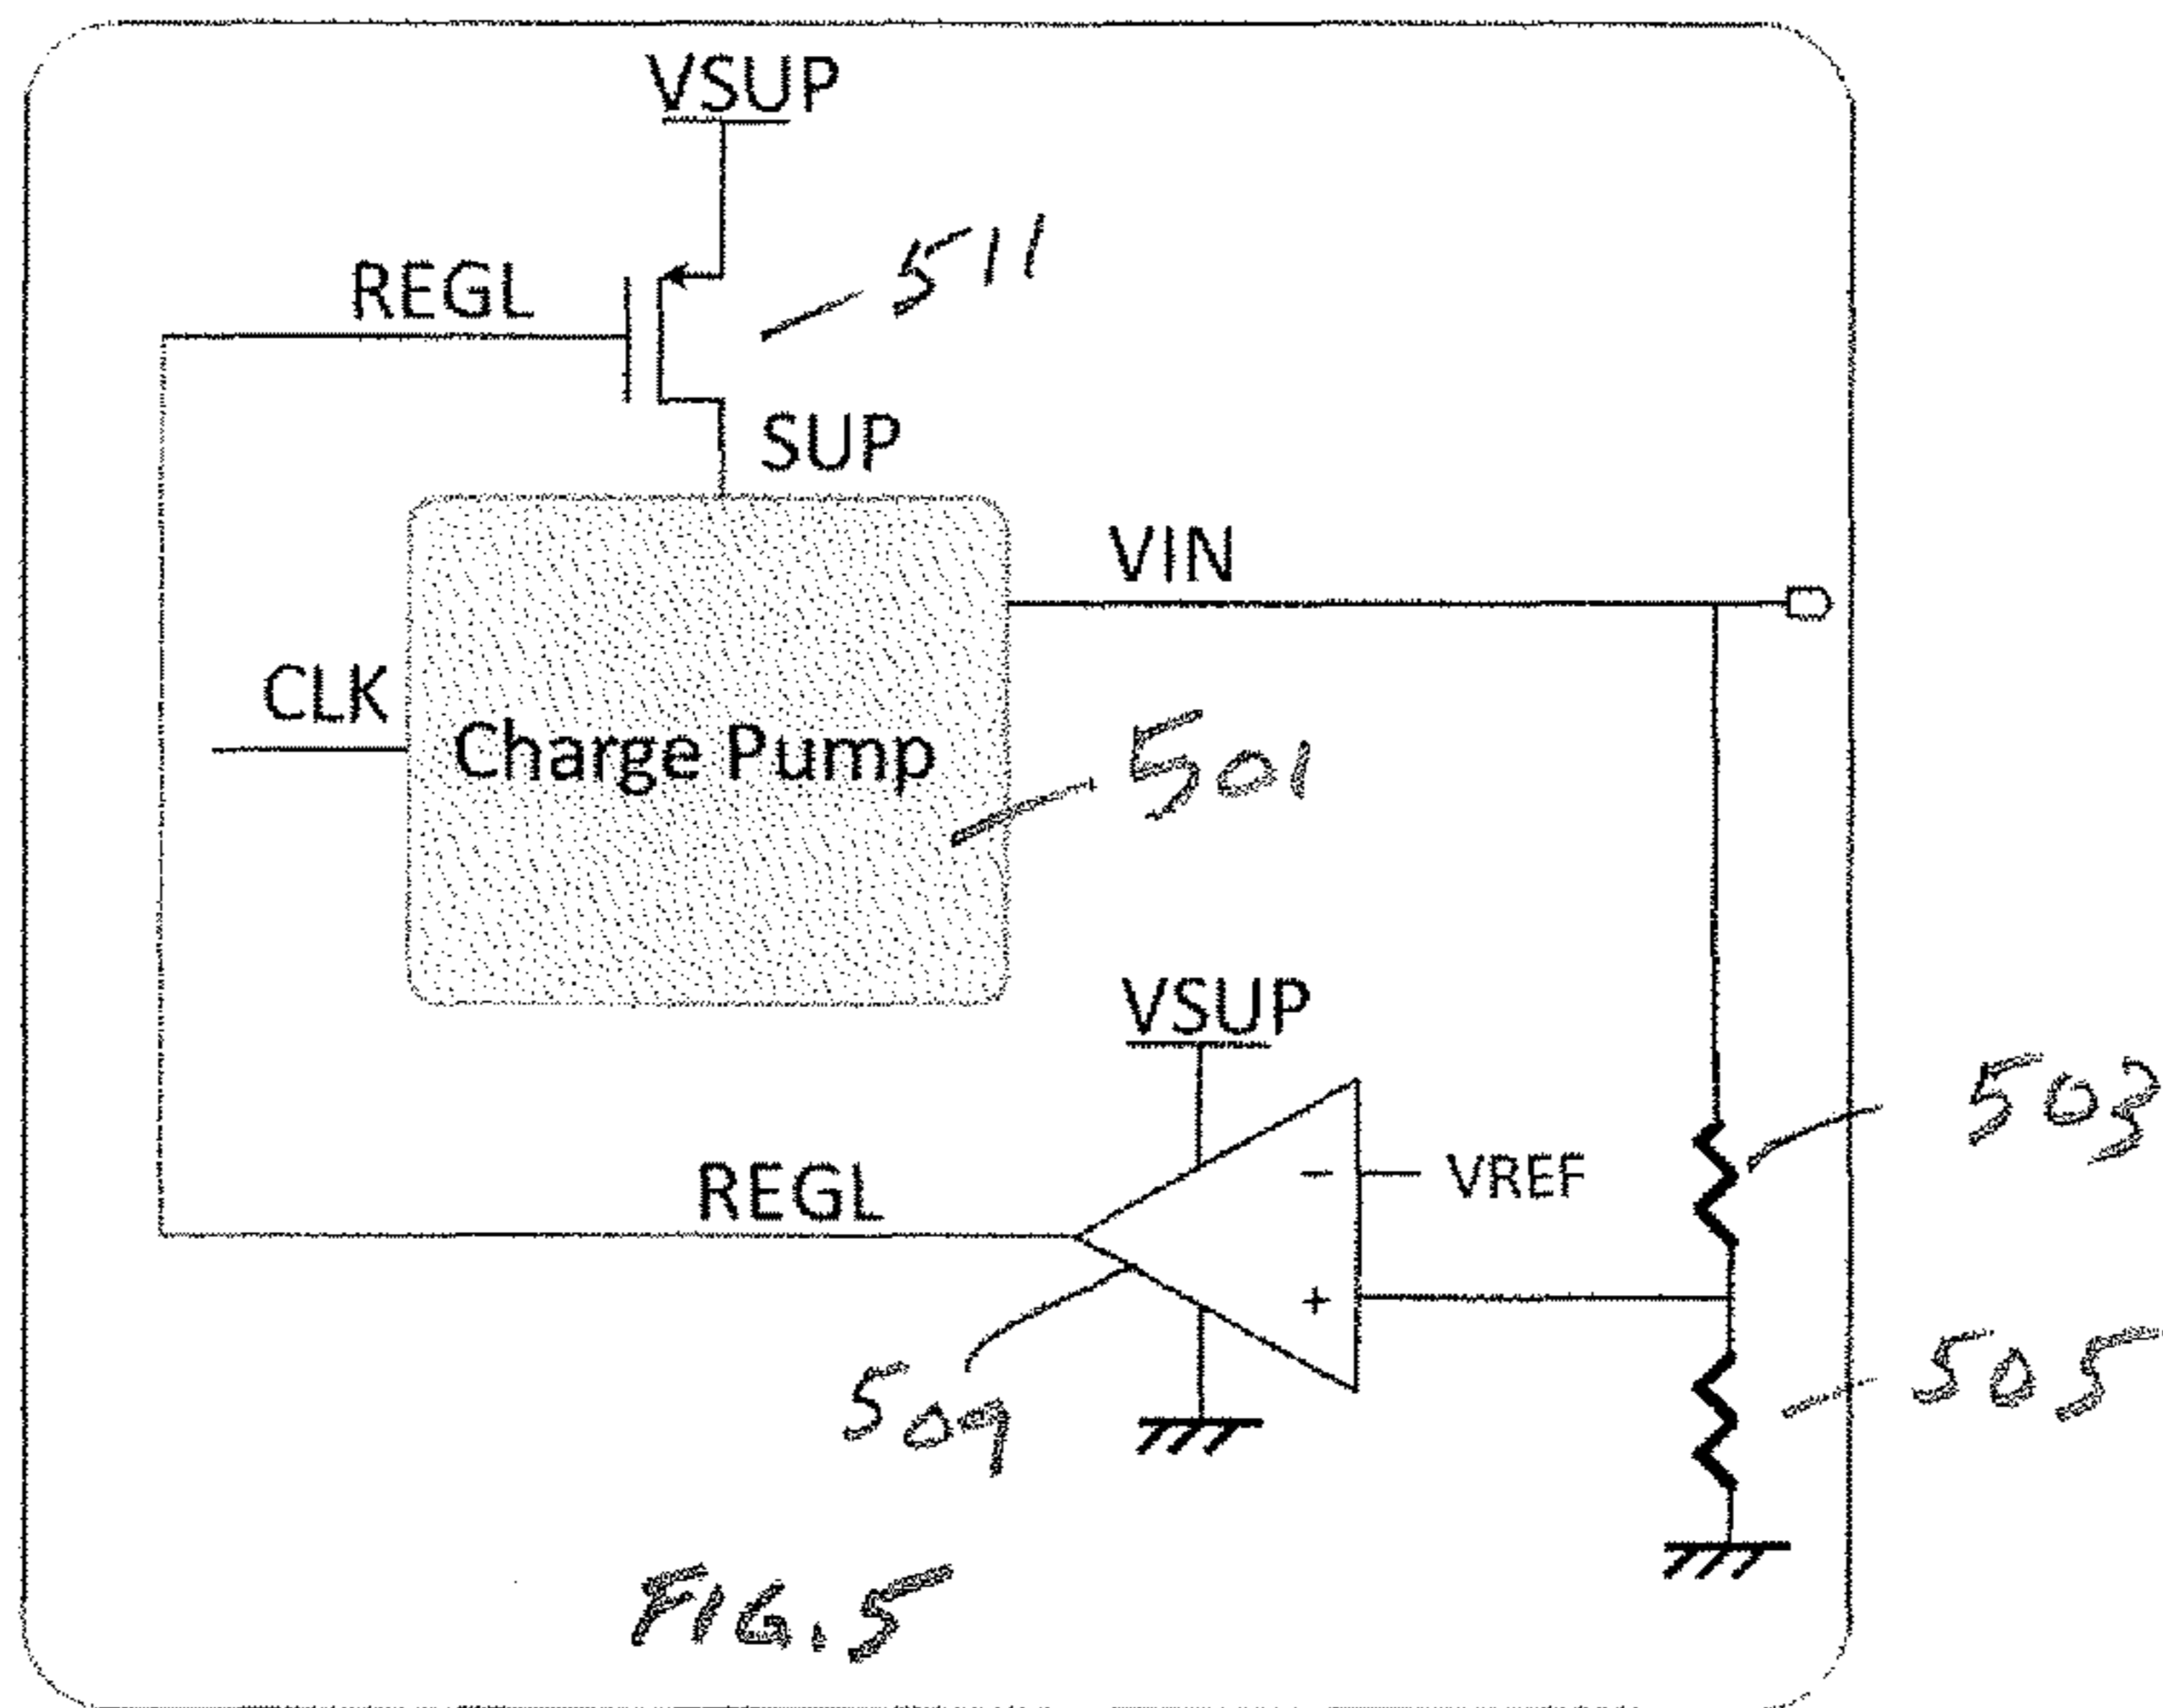 VSUP
REGL
511
SUP
VIN
CLK
Charge Pump
501
VSUP
503
REGL
-
VREF
+
505
509
FIG. 5